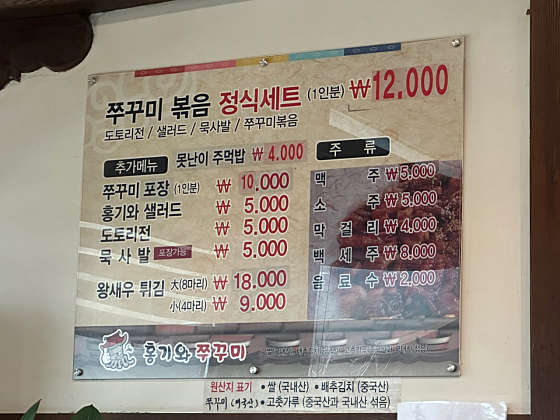 쭈꾸미 볶음 정식세트 (1인분) ₩12,000
도토리전 / 샐러드 / 묵사발 / 쭈꾸미볶음
추가메뉴 못난이 주먹밥 ₩ 4,000
쭈꾸미 포장 (1인분) ₩ 10,000
홍기와 샐러드 ₩ 5,000
도토리전 ₩ 5,000
묵 사 발 포장가능 ₩ 5,000
왕새우 튀김 大(8마리) ₩ 18,000
小(4마리) ₩ 9,000
주 류
맥 주 ₩5,000
소 주 ₩5,000
막 걸 리 ₩4,000
백 세 주 ₩8,000
음 료 수 ₩2,000
홍기와 쭈꾸미
원산지 표기 • 쌀 (국내산) • 배추김치 (중국산)
쭈꾸미 (베트남산) • 고춧가루 (중국산과 국내산 섞음)